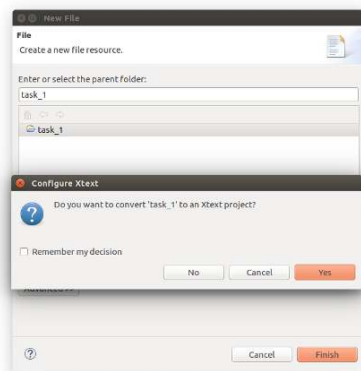 New File
File
Create a new file resource.
Enter or select the parent folder:
task_1
task_1
Configure Xtext
Do you want to convert 'task_1' to an Xtext project?
Remember my decision
No
Cancel
Yes
Advanced >>
Cancel
Finish